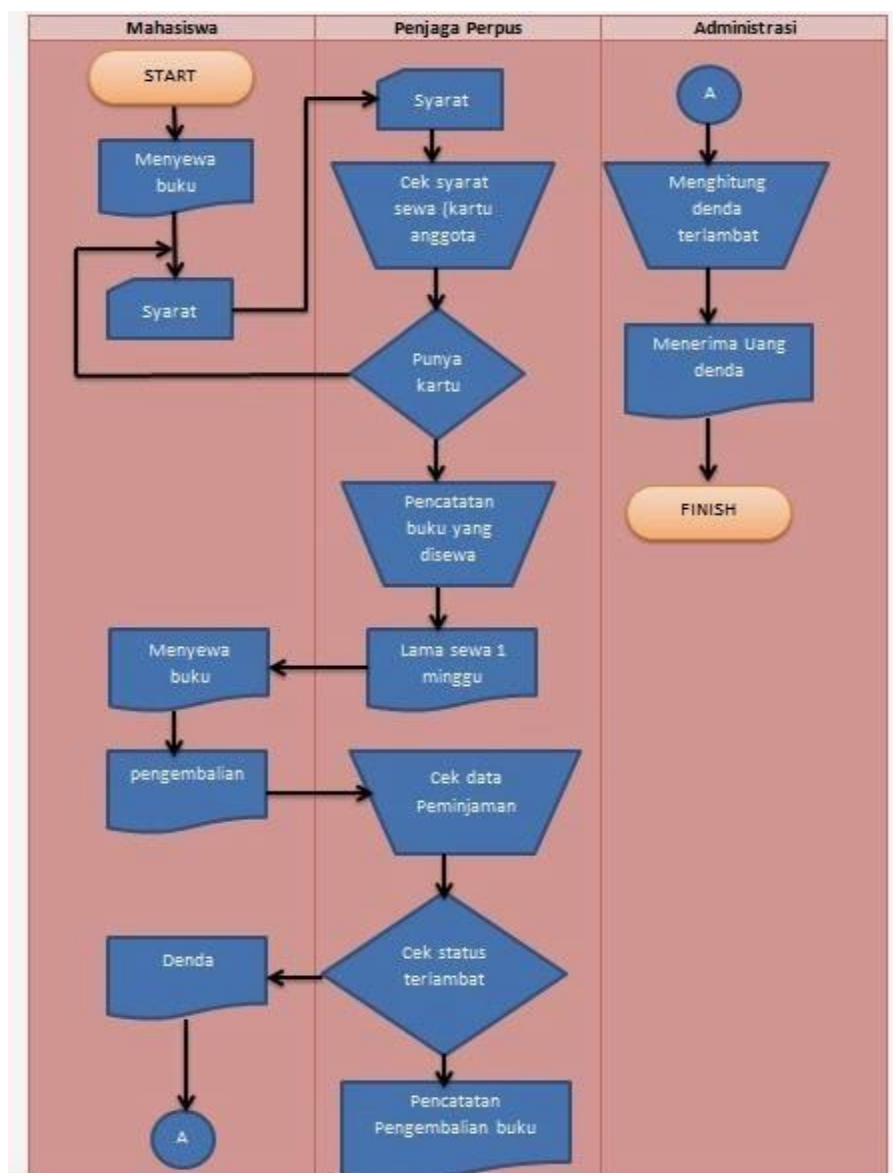 Mahasiswa
Penjaga Perpus
Administrasi
START
Menyewa
buku
Syarat
Syarat
Cek syarat
sewa (kartu
anggota
Punya
kartu
Pencatatan
buku yang
disewa
Lama sewa 1
minggu
Menyewa
buku
pengembalian
Cek data
Peminjaman
Cek status
terlambat
Denda
A
Pencatatan
Pengembalian buku
A
Menghitung
denda
terlambat
Menerima Uang
denda
FINISH